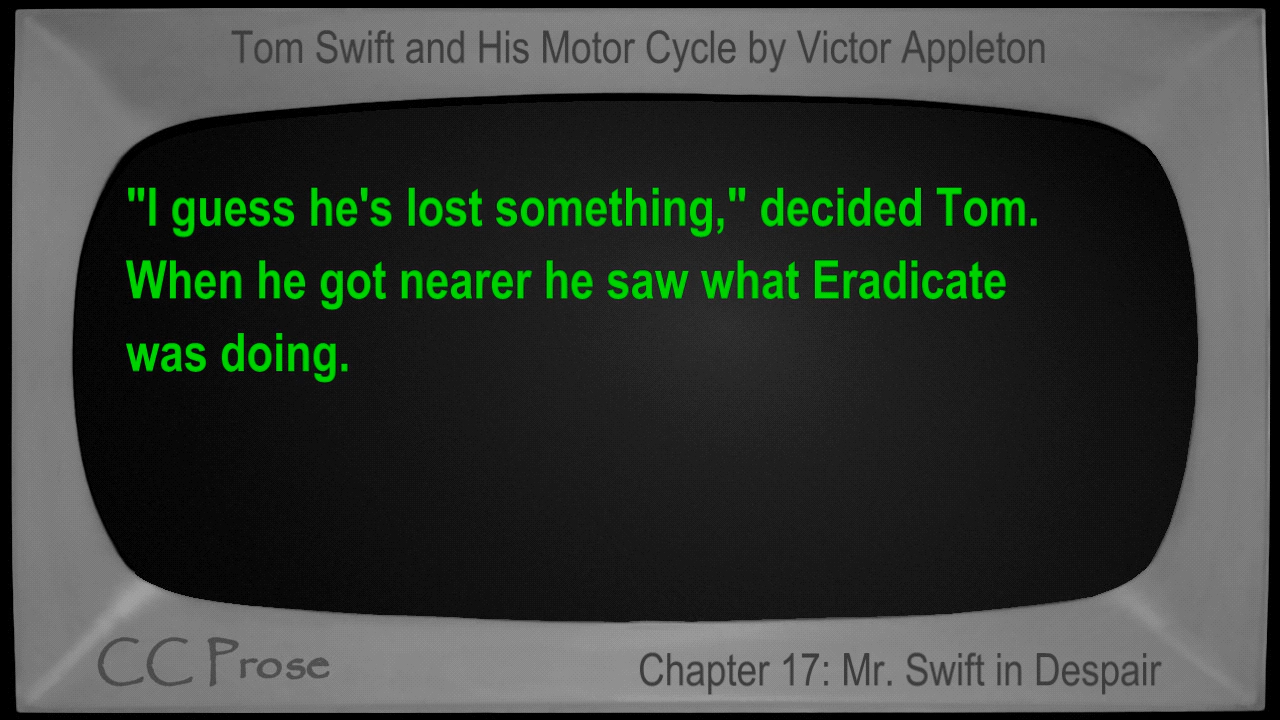 Tom Swift and His Motor Cycle by Victor Appleton
"I guess he's lost something," decided Tom.
When he got nearer he saw what Eradicate
was doing.
CC Prose
Chapter 17: Mr. Swift in Despair